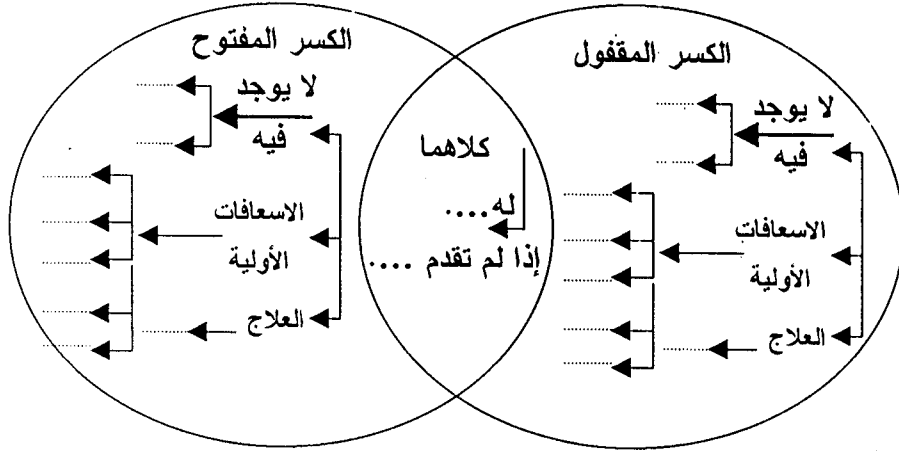 الكسر المقفول
لا يوجد
فيه
الاسعافات
الأولية
العلاج
كلاهما
له....
إذا لم تقدم ....
الكسر المفتوح
لا يوجد
فيه
الاسعافات
الأولية
العلاج